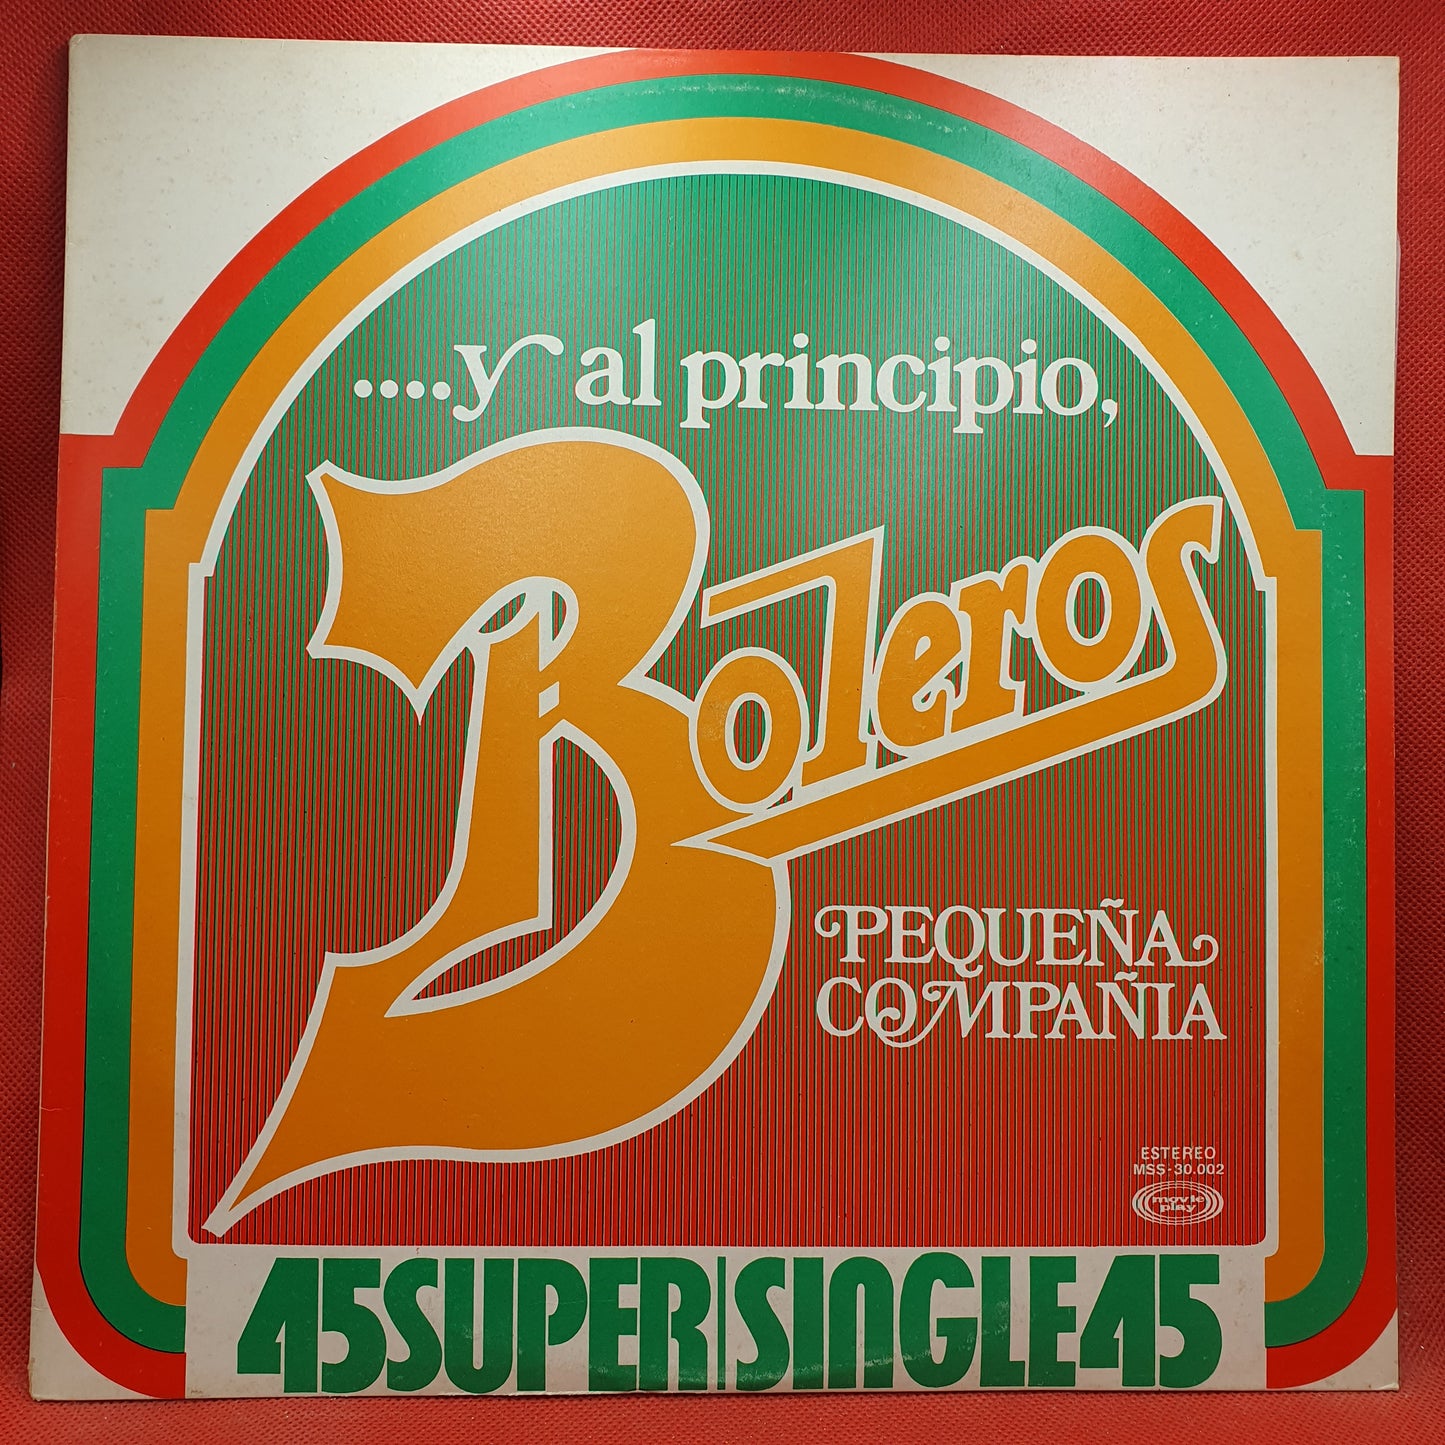 ....y al principio,
Boleros
PEQUEÑA
COMPAÑIA
ESTEREO
MSS-30.002
movie
play
45SUPER|SINGLE45